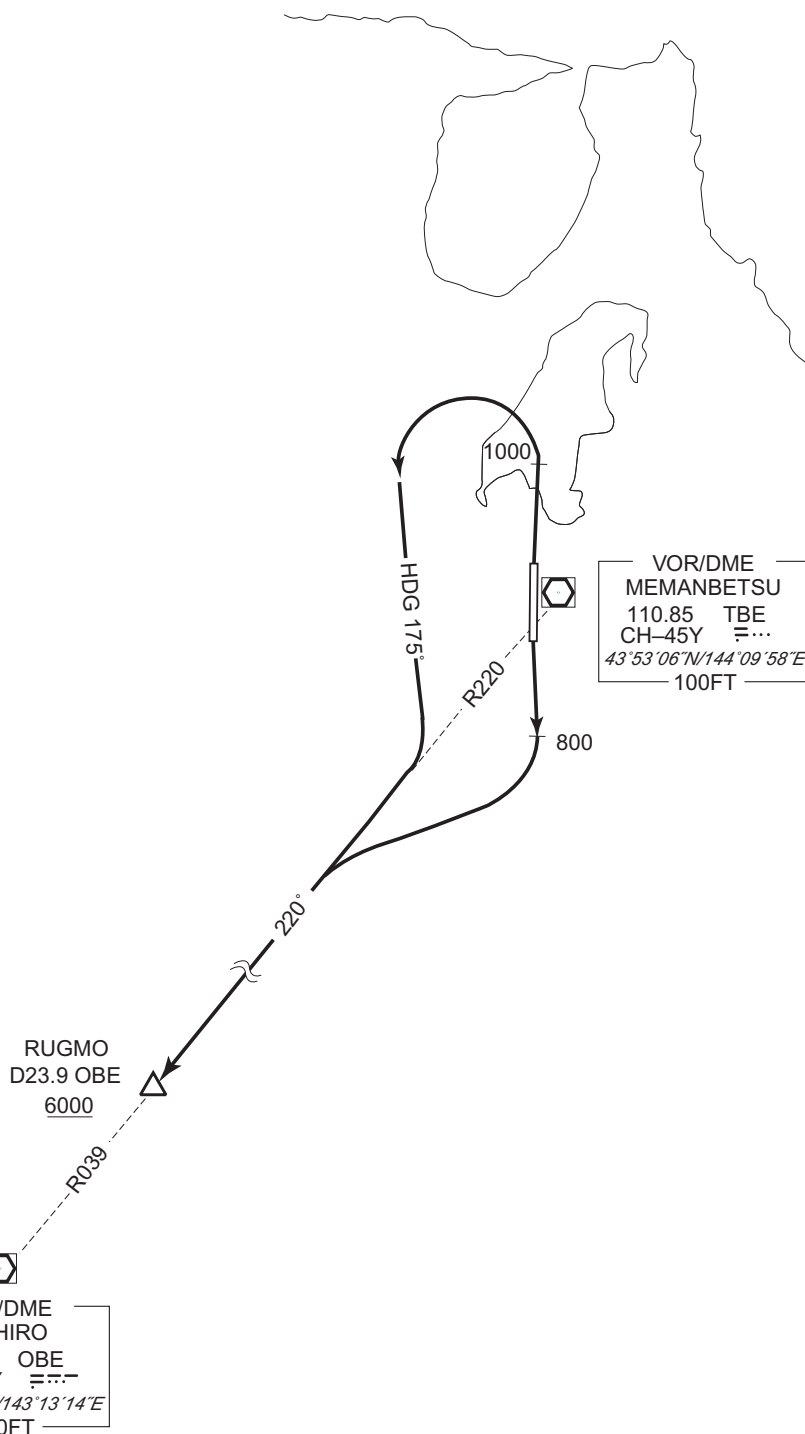 1000
HDG 175°
VOR/DME
MEMANBETSU
110.85 TBE
CH–45Y
43°53´06˝N/144°09´58˝E
100FT
R220
800
220°
RUGMO
D23.9 OBE
6000
R039
/DME
HIRO
OBE
/143°13´14˝E
0FT